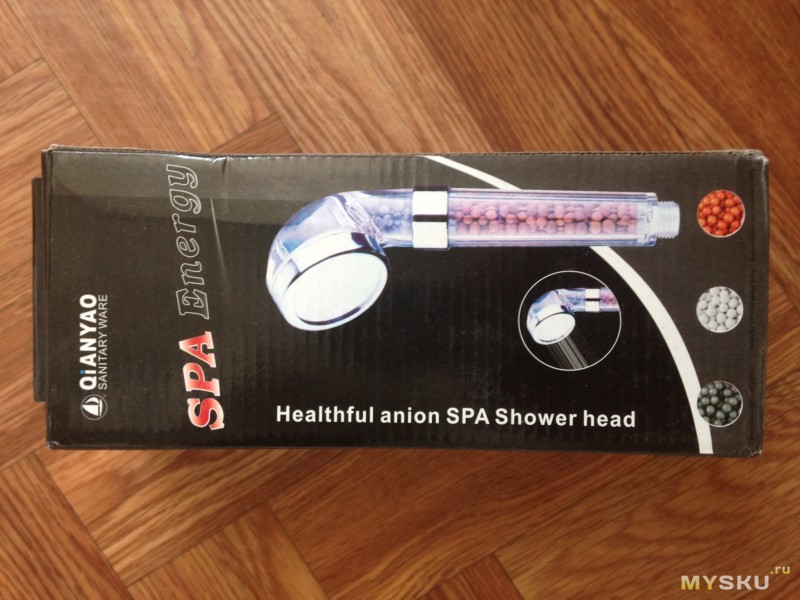 QiANYAO
SANITARY WARE
SPA Energy
Healthful anion SPA Shower head
MYSKU.ru